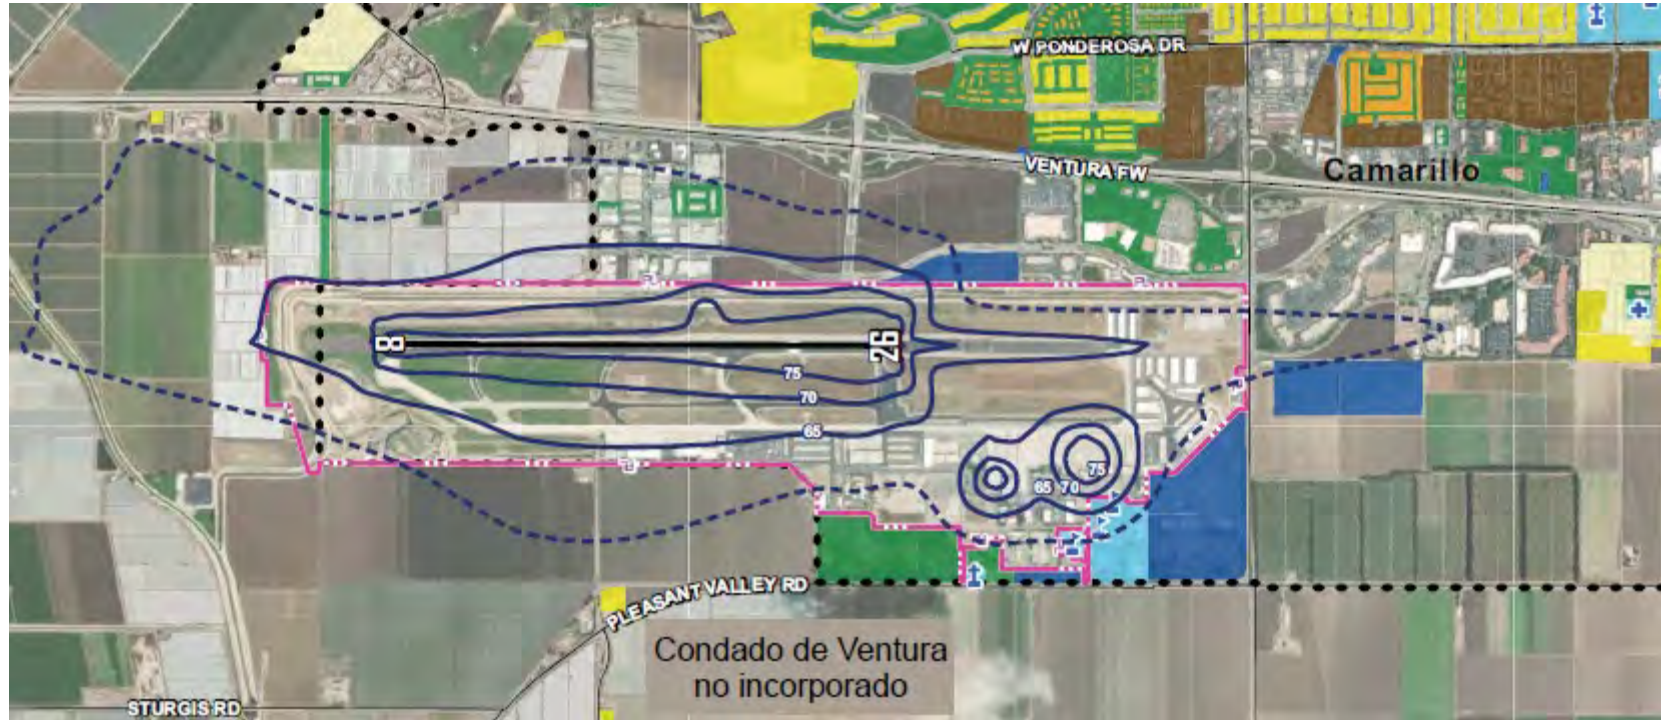 W PONDEROSA DR
VENTURA FW
Camarillo
8
26
75
70
65
75
65
70
PLEASANT VALLEY RD
Condado de Ventura
no incorporado
STURGIS RD